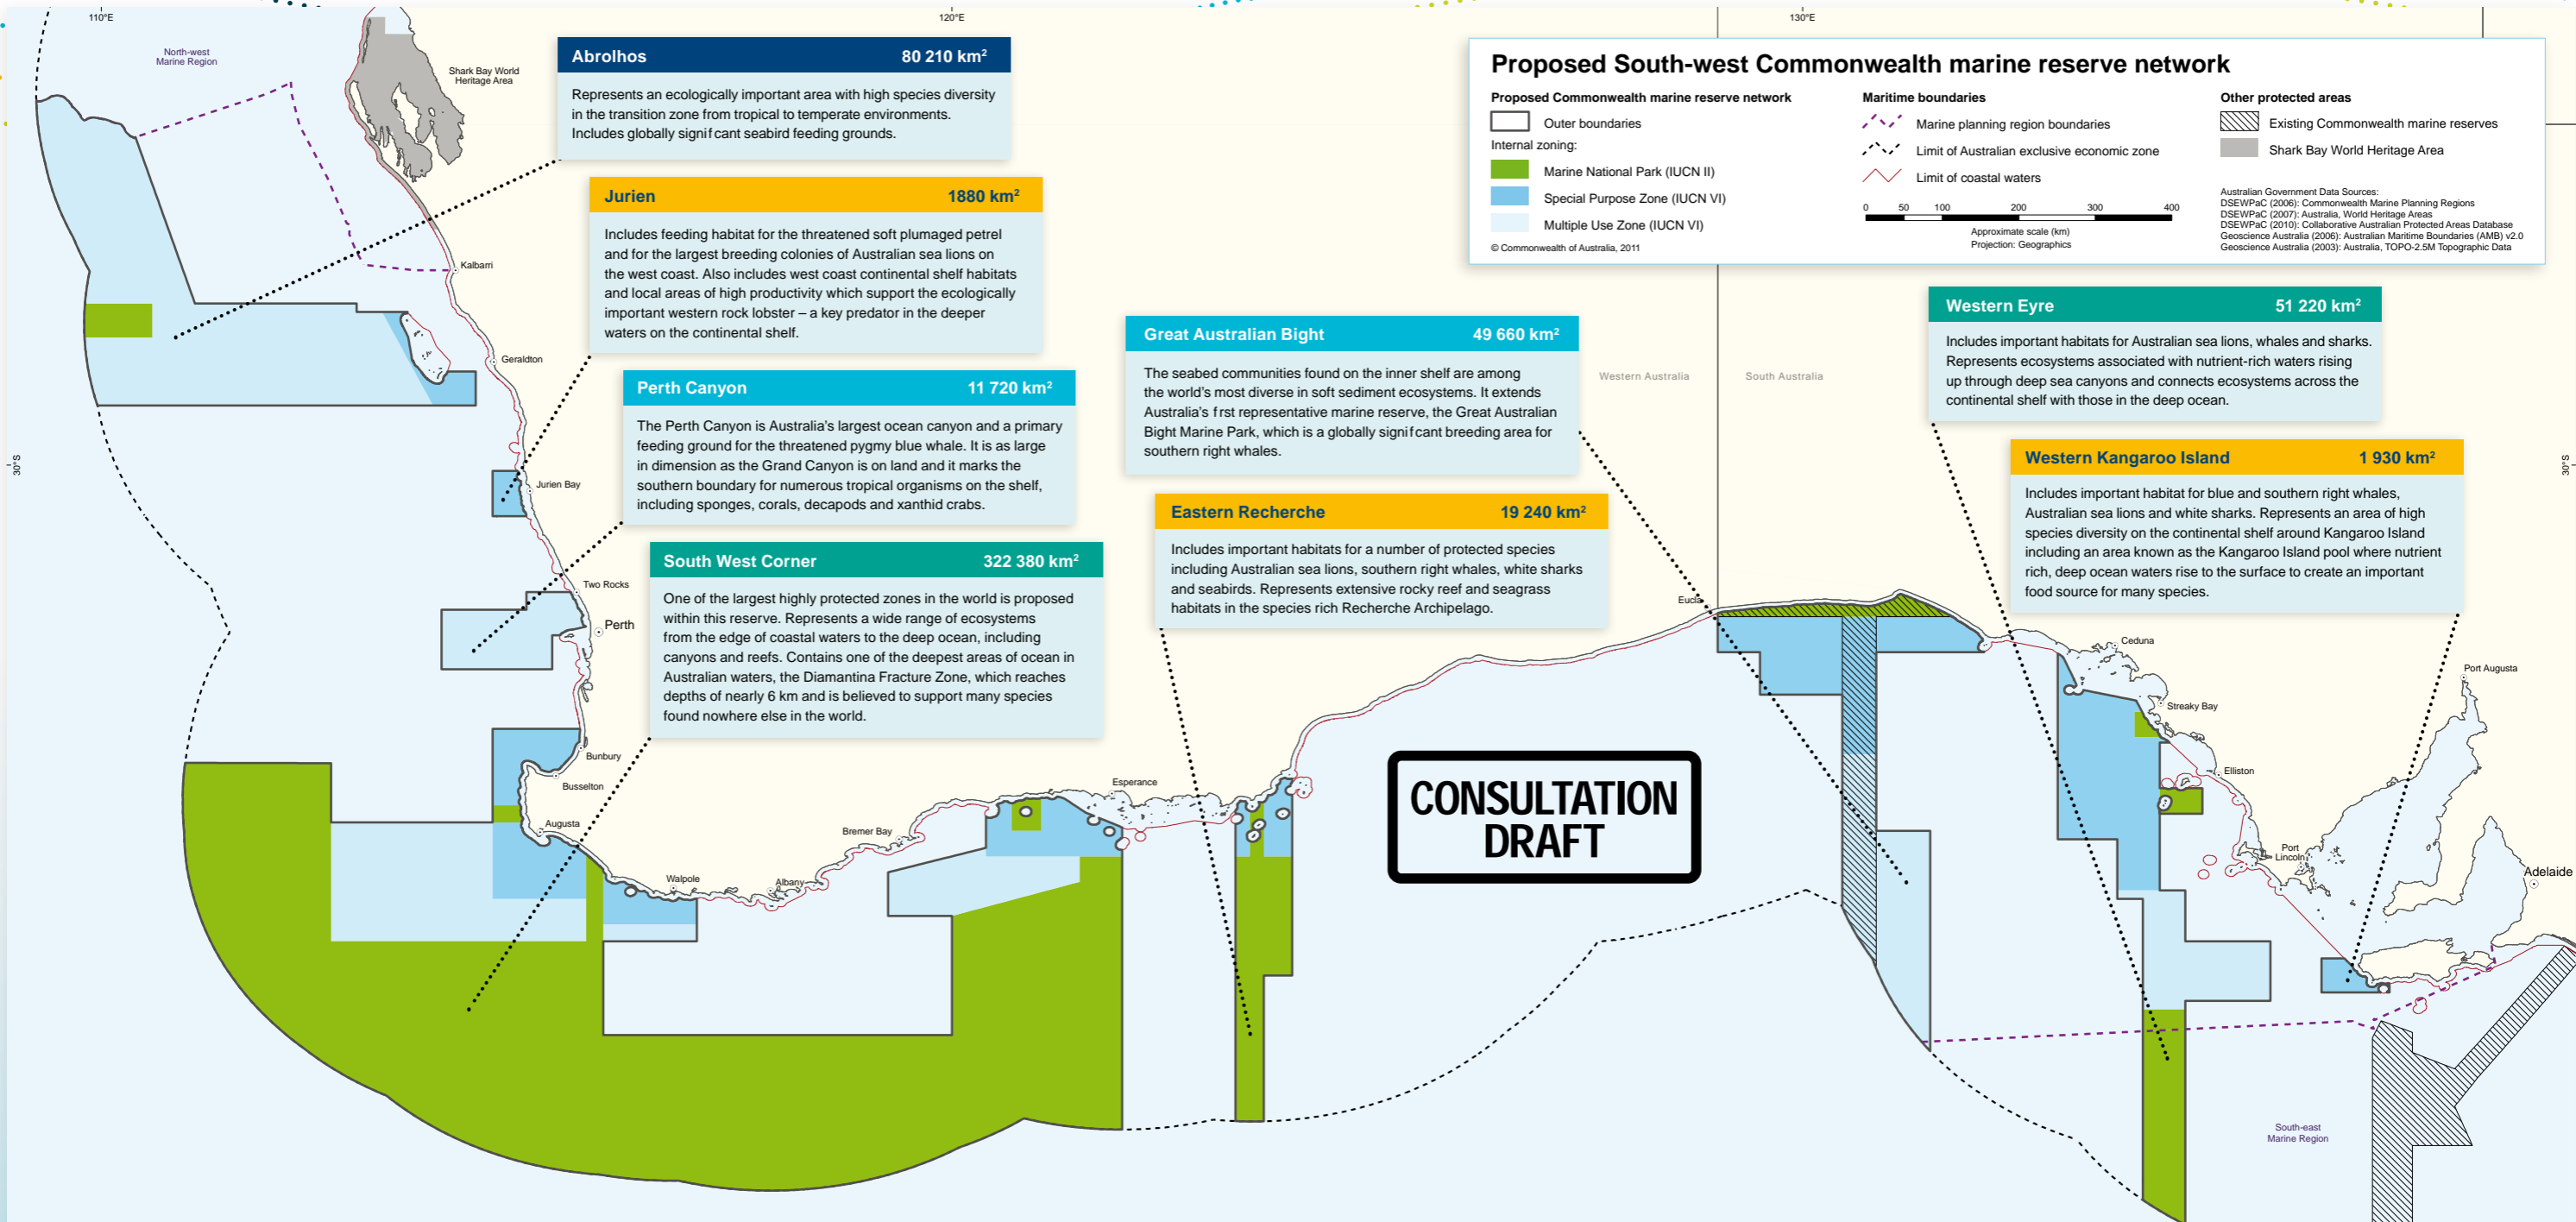 110°E
120°E
130°E
North-west
Marine Region
Shark Bay World
Heritage Area
Abrolhos 80 210 km²
Represents an ecologically important area with high species diversity
in the transition zone from tropical to temperate environments.
Includes globally signif cant seabird feeding grounds.
Jurien 1880 km²
Includes feeding habitat for the threatened soft plumaged petrel
and for the largest breeding colonies of Australian sea lions on
the west coast. Also includes west coast continental shelf habitats
and local areas of high productivity which support the ecologically
important western rock lobster – a key predator in the deeper
waters on the continental shelf.
Perth Canyon 11 720 km²
The Perth Canyon is Australia's largest ocean canyon and a primary
feeding ground for the threatened pygmy blue whale. It is as large
in dimension as the Grand Canyon is on land and it marks the
southern boundary for numerous tropical organisms on the shelf,
including sponges, corals, decapods and xanthid crabs.
South West Corner 322 380 km²
One of the largest highly protected zones in the world is proposed
within this reserve. Represents a wide range of ecosystems
from the edge of coastal waters to the deep ocean, including
canyons and reefs. Contains one of the deepest areas of ocean in
Australian waters, the Diamantina Fracture Zone, which reaches
depths of nearly 6 km and is believed to support many species
found nowhere else in the world.
Great Australian Bight 49 660 km²
The seabed communities found on the inner shelf are among
the world's most diverse in soft sediment ecosystems. It extends
Australia's f rst representative marine reserve, the Great Australian
Bight Marine Park, which is a globally signif cant breeding area for
southern right whales.
Eastern Recherche 19 240 km²
Includes important habitats for a number of protected species
including Australian sea lions, southern right whales, white sharks
and seabirds. Represents extensive rocky reef and seagrass
habitats in the species rich Recherche Archipelago.
Proposed South-west Commonwealth marine reserve network
Proposed Commonwealth marine reserve network
Outer boundaries
Internal zoning:
Marine National Park (IUCN II)
Special Purpose Zone (IUCN VI)
Multiple Use Zone (IUCN VI)
© Commonwealth of Australia, 2011
Maritime boundaries
Marine planning region boundaries
Limit of Australian exclusive economic zone
Limit of coastal waters
0 50 100 200 300 400
Approximate scale (km)
Projection: Geographics
Other protected areas
Existing Commonwealth marine reserves
Shark Bay World Heritage Area
Australian Government Data Sources:
DSEWPaC (2006): Commonwealth Marine Planning Regions
DSEWPaC (2007): Australia, World Heritage Areas
DSEWPaC (2010): Collaborative Australian Protected Areas Database
Geoscience Australia (2006): Australian Maritime Boundaries (AMB) v2.0
Geoscience Australia (2003): Australia, TOPO-2.5M Topographic Data
Western Eyre 51 220 km²
Includes important habitats for Australian sea lions, whales and sharks.
Represents ecosystems associated with nutrient-rich waters rising
up through deep sea canyons and connects ecosystems across the
continental shelf with those in the deep ocean.
Western Kangaroo Island 1 930 km²
Includes important habitat for blue and southern right whales,
Australian sea lions and white sharks. Represents an area of high
species diversity on the continental shelf around Kangaroo Island
including an area known as the Kangaroo Island pool where nutrient
rich, deep ocean waters rise to the surface to create an important
food source for many species.
Western Australia
South Australia
30°S
30°S
Kalbarri
Geraldton
Jurien Bay
Two Rocks
Perth
Bunbury
Busselton
Augusta
Walpole
Albany
Bremer Bay
Esperance
Eucla
Ceduna
Streaky Bay
Port Augusta
Elliston
Port
Lincoln
Adelaide
CONSULTATION
DRAFT
South-east
Marine Region